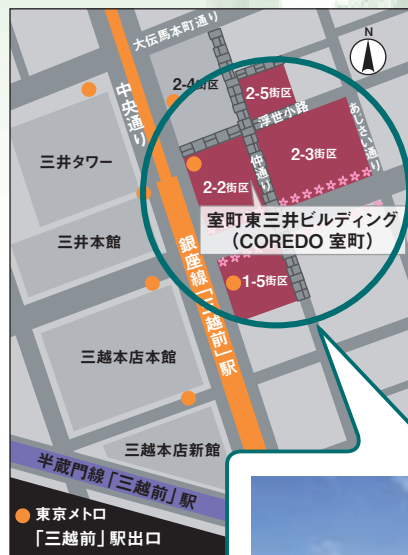 大伝馬本町通り
N
中央通り
2-4街区
2-5街区
浮世小路
あじさい通り
三井タワー
仲通り
2-3街区
2-2街区
室町東三井ビルディング
（COREDO 室町）
三井本館
銀座線「三越前」駅
1-5街区
三越本店本館
三越本店新館
半蔵門線「三越前」駅
東京メトロ
「三越前」駅出口